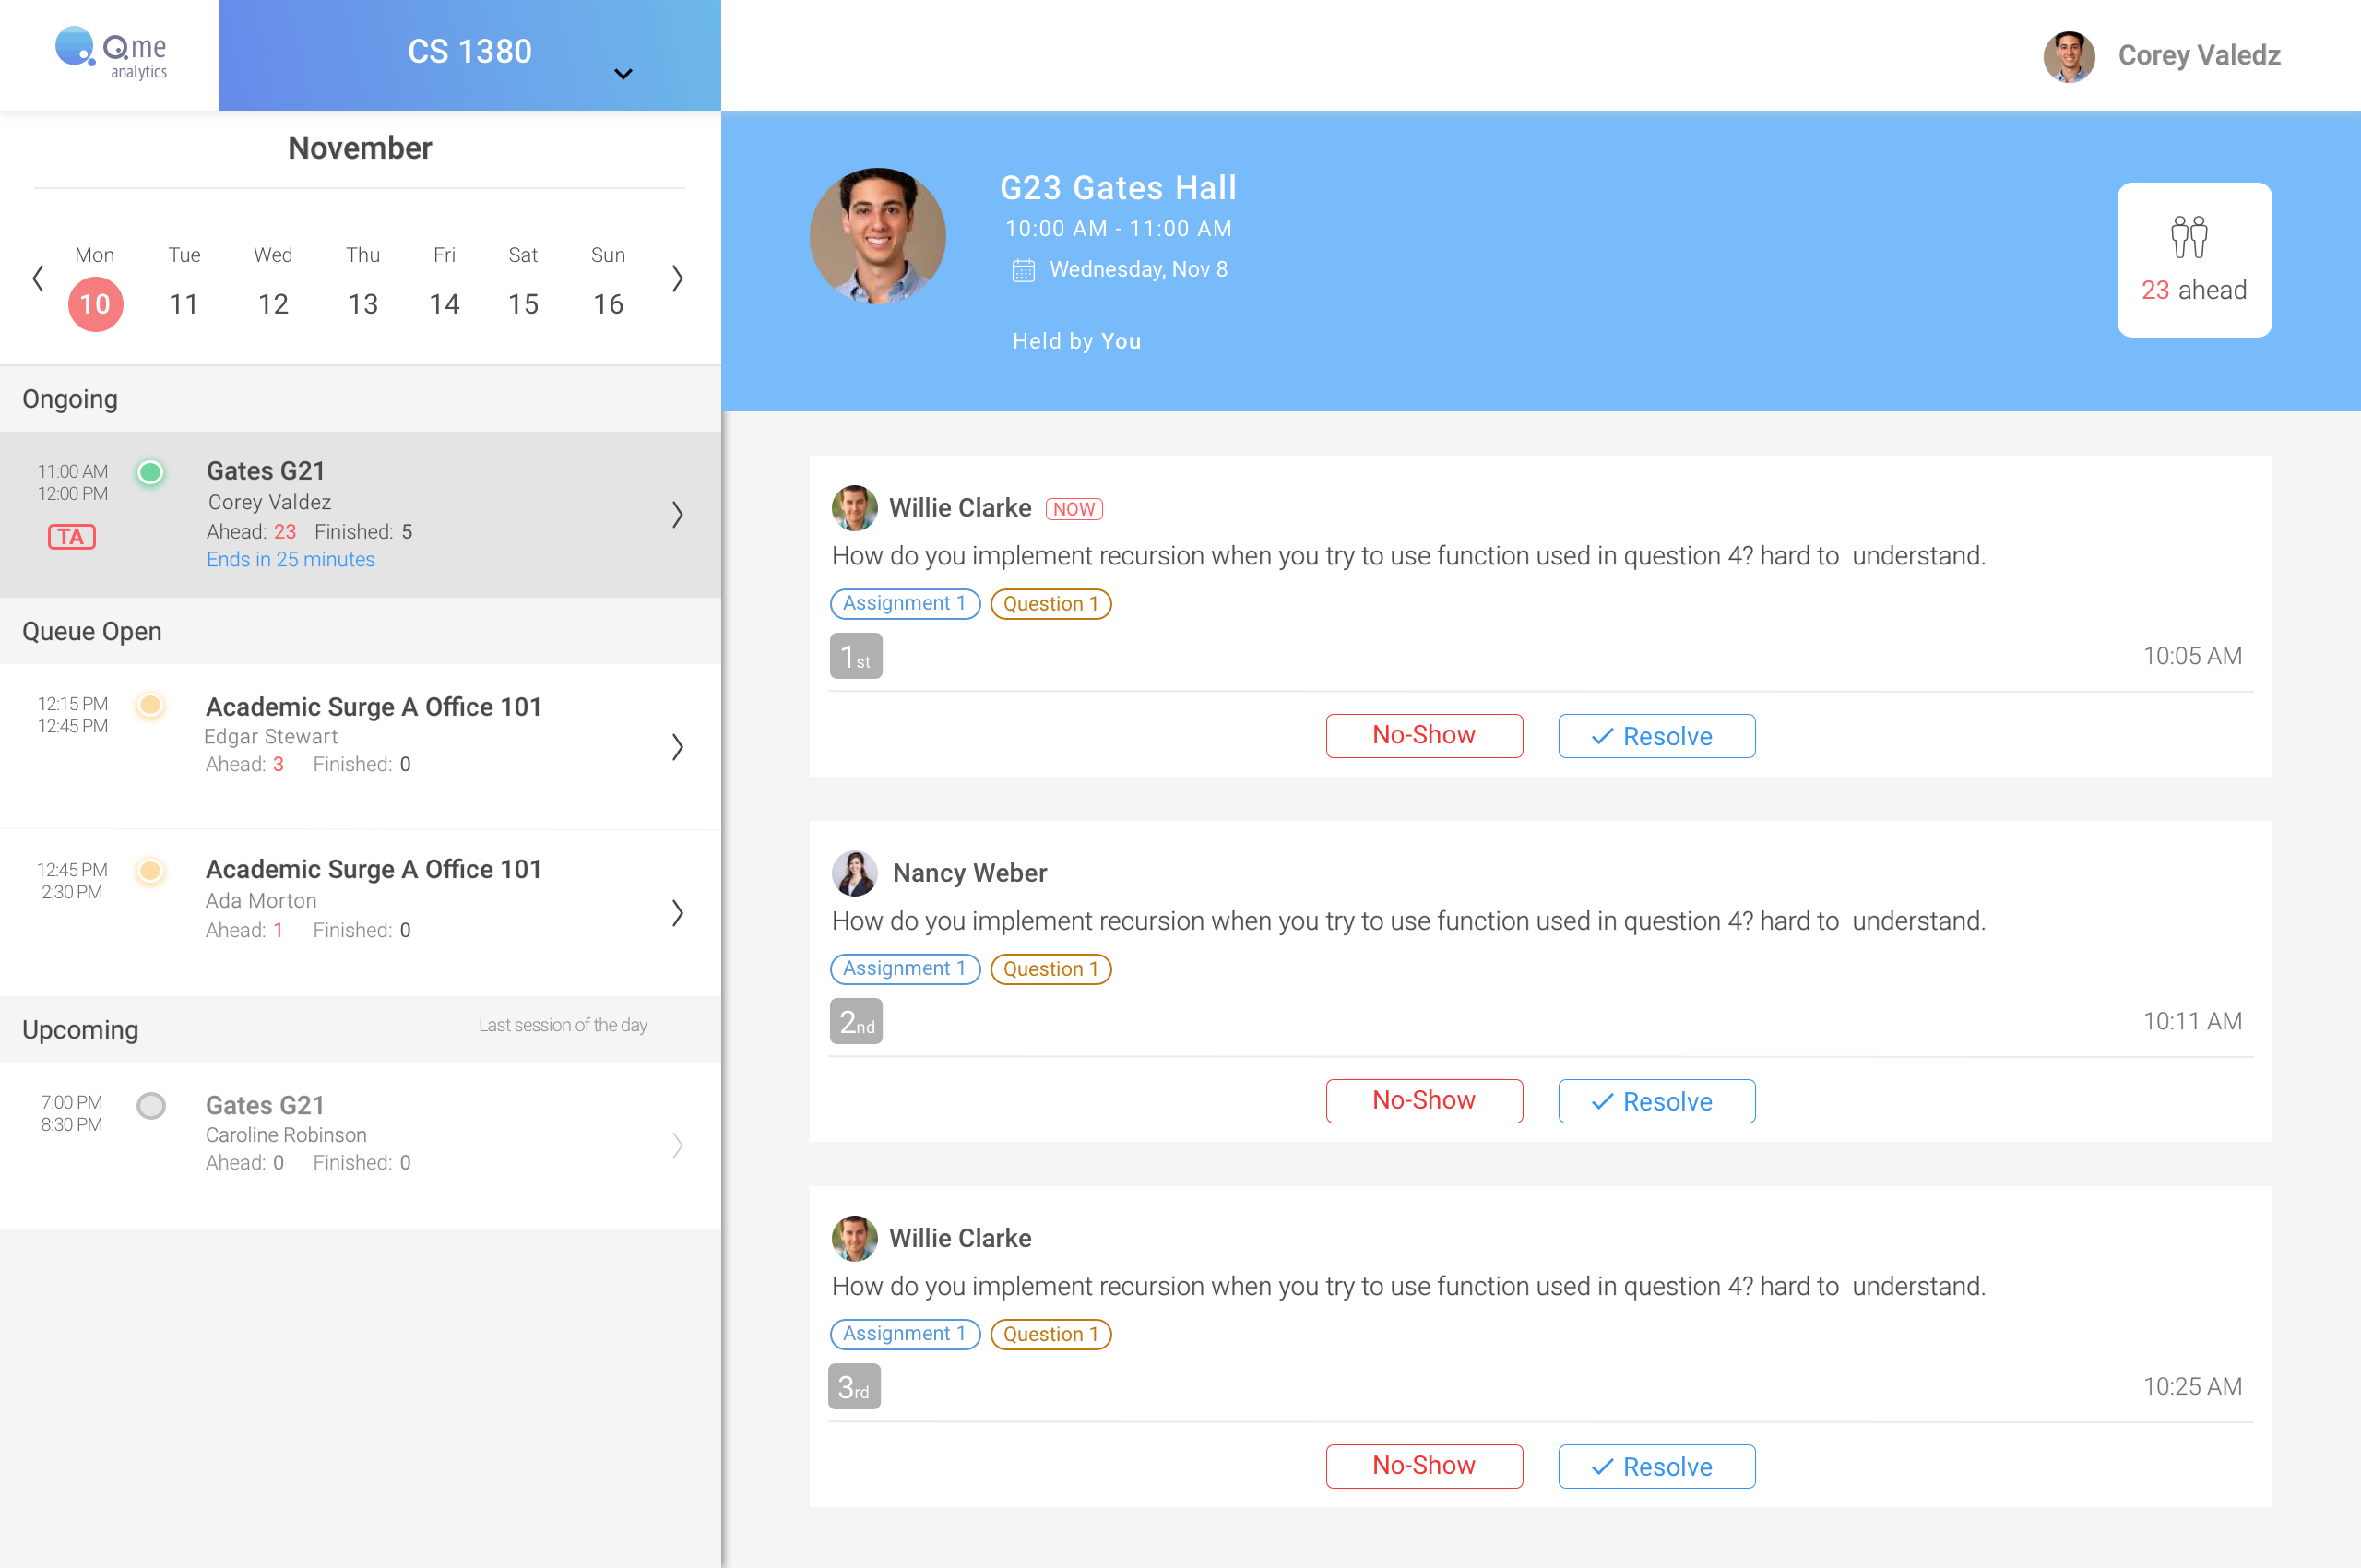 Qme
analytics
CS 1380
Corey Valedz
November
Mon Tue Wed Thu Fri Sat Sun
10 11 12 13 14 15 16
Ongoing
11:00 AM
12:00 PM
TA
Gates G21
Corey Valdez
Ahead: 23 Finished: 5
Ends in 25 minutes
Queue Open
12:15 PM
12:45 PM
Academic Surge A Office 101
Edgar Stewart
Ahead: 3 Finished: 0
12:45 PM
2:30 PM
Academic Surge A Office 101
Ada Morton
Ahead: 1 Finished: 0
Upcoming Last session of the day
7:00 PM
8:30 PM
Gates G21
Caroline Robinson
Ahead: 0 Finished: 0
G23 Gates Hall
10:00 AM - 11:00 AM
Wednesday, Nov 8
Held by You
23 ahead
Willie Clarke NOW
How do you implement recursion when you try to use function used in question 4? hard to  understand.
Assignment 1 Question 1
1st 10:05 AM
No-Show Resolve
Nancy Weber
How do you implement recursion when you try to use function used in question 4? hard to  understand.
Assignment 1 Question 1
2nd 10:11 AM
No-Show Resolve
Willie Clarke
How do you implement recursion when you try to use function used in question 4? hard to  understand.
Assignment 1 Question 1
3rd 10:25 AM
No-Show Resolve